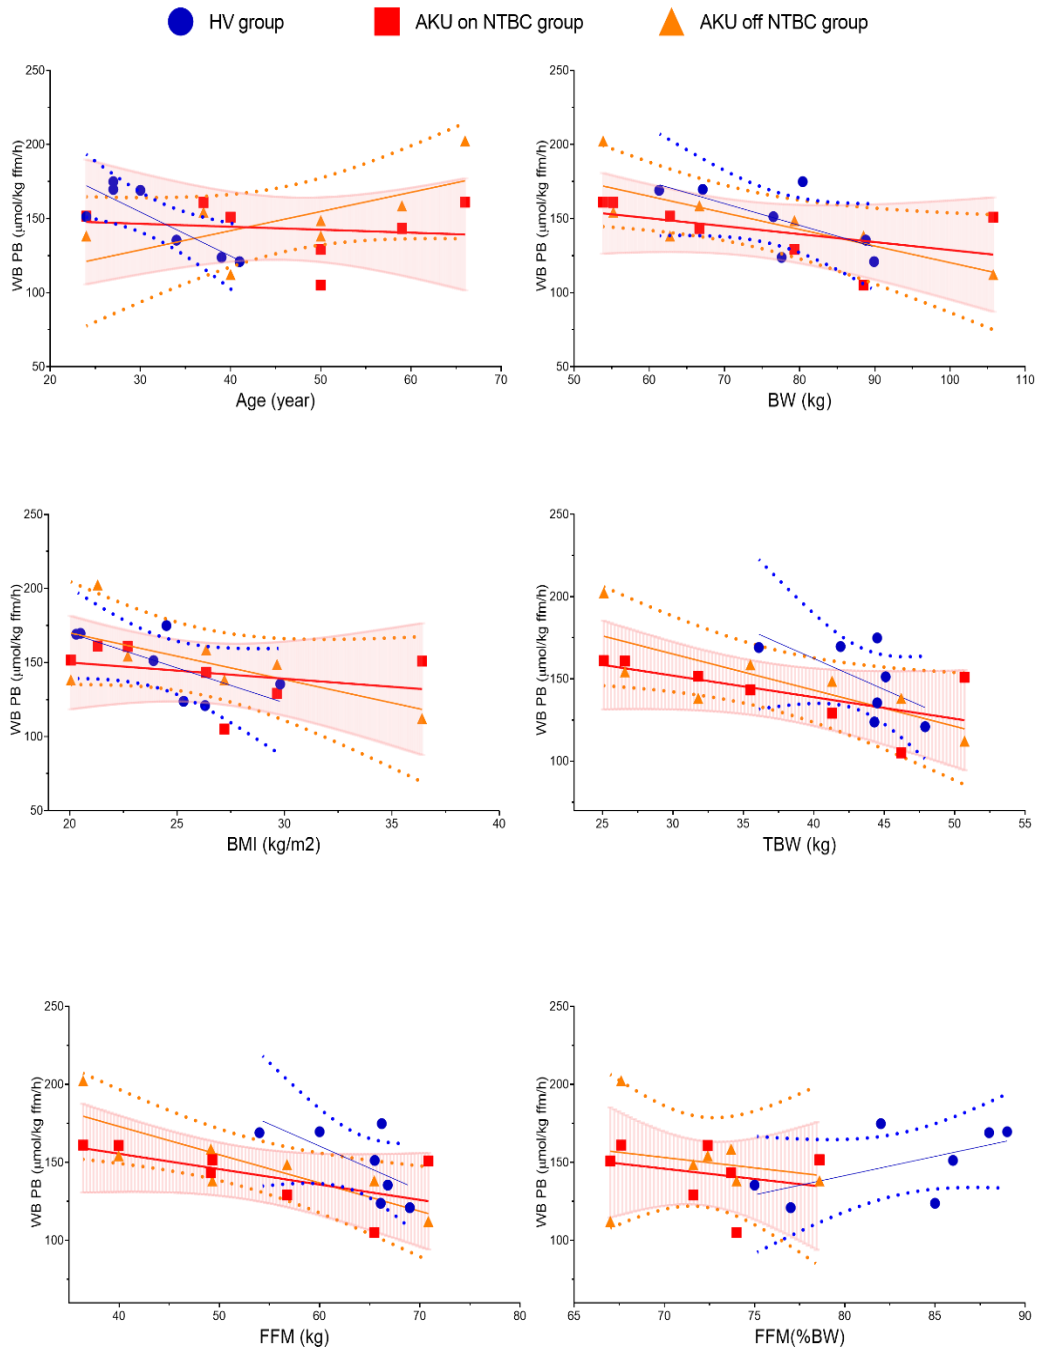 HV group AKU on NTBC group AKU off NTBC group
250
200
150
100
50
WB PB (µmol/kg ffm/h)
20 30 40 50 60 70
Age (year)
250
200
150
100
50
WB PB (µmol/kg ffm/h)
50 60 70 80 90 100 110
BW (kg)
250
200
150
100
50
WB PB (µmol/kg ffm/h)
20 25 30 35 40
BMI (kg/m2)
250
200
150
100
WB PB (µmol/kg ffm/h)
25 30 35 40 45 50 55
TBW (kg)
250
200
150
100
WB PB (µmol/kg ffm/h)
40 50 60 70 80
FFM (kg)
250
200
150
100
WB PB (µmol/kg ffm/h)
65 70 75 80 85 90
FFM(%BW)